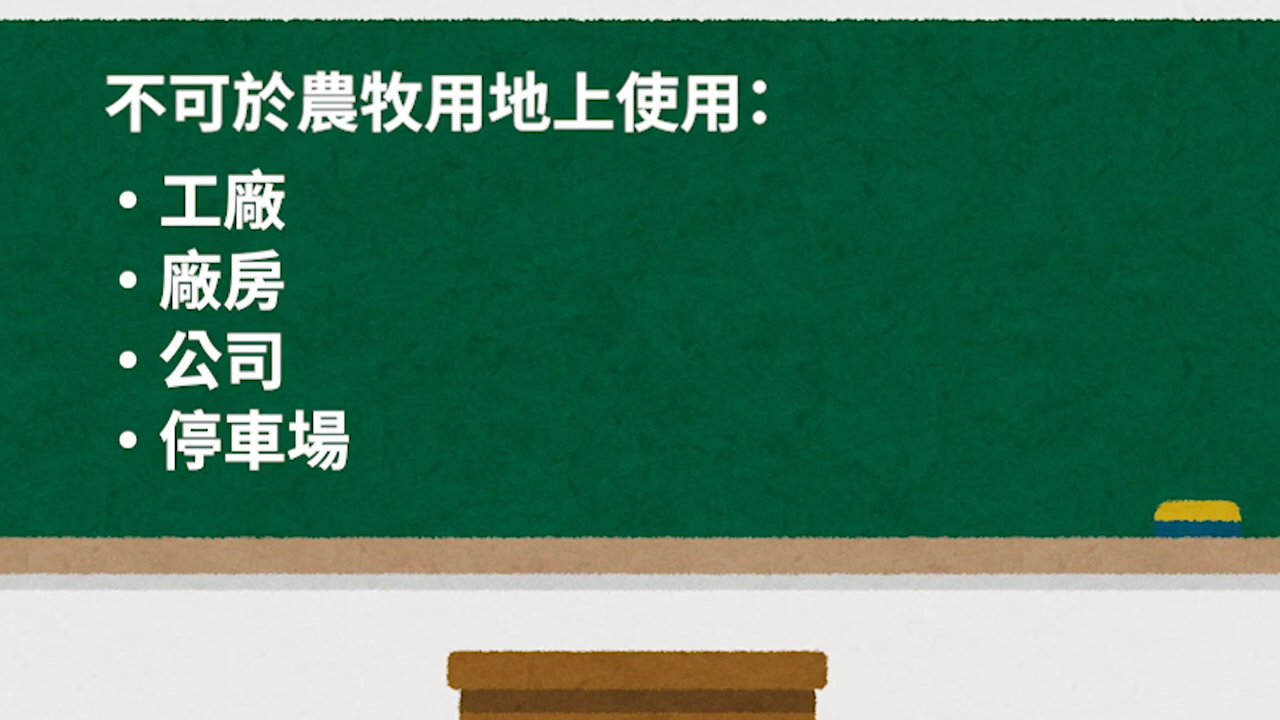 不可於農牧用地上使用：
• 工廠
• 廠房
• 公司
• 停車場